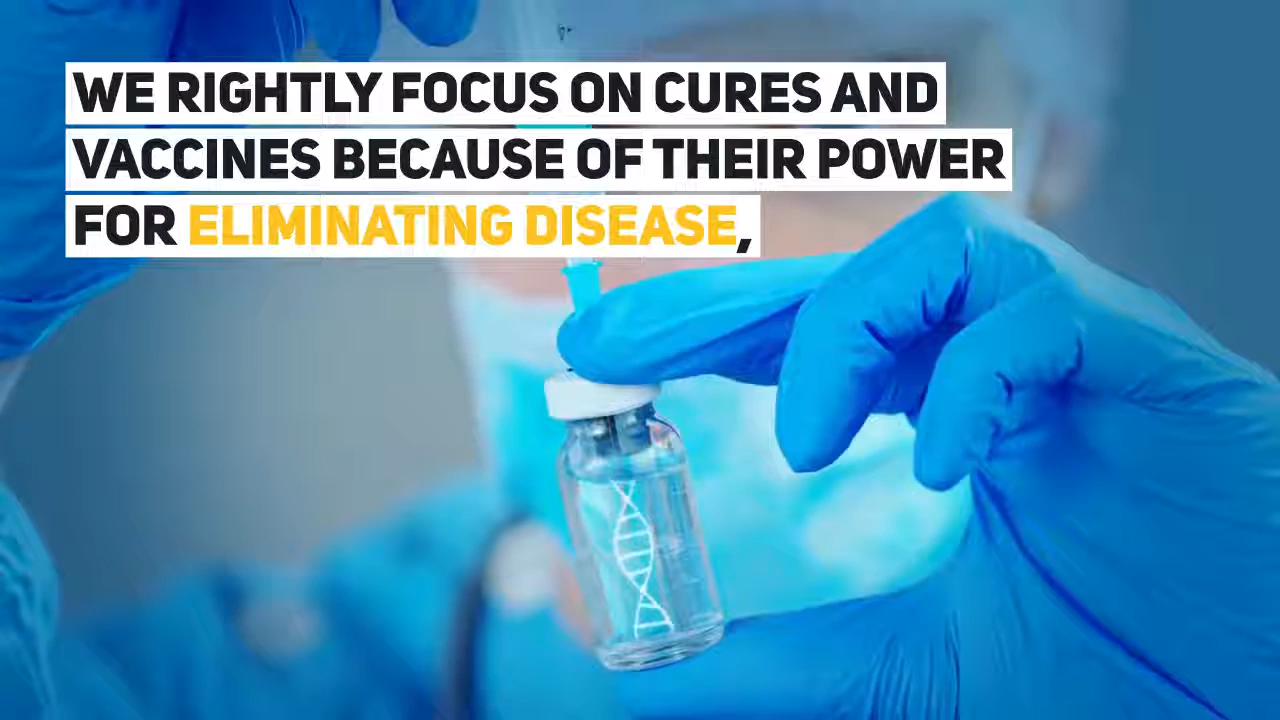 WE RIGHTLY FOCUS ON CURES AND
VACCINES BECAUSE OF THEIR POWER
FOR ELIMINATING DISEASE,